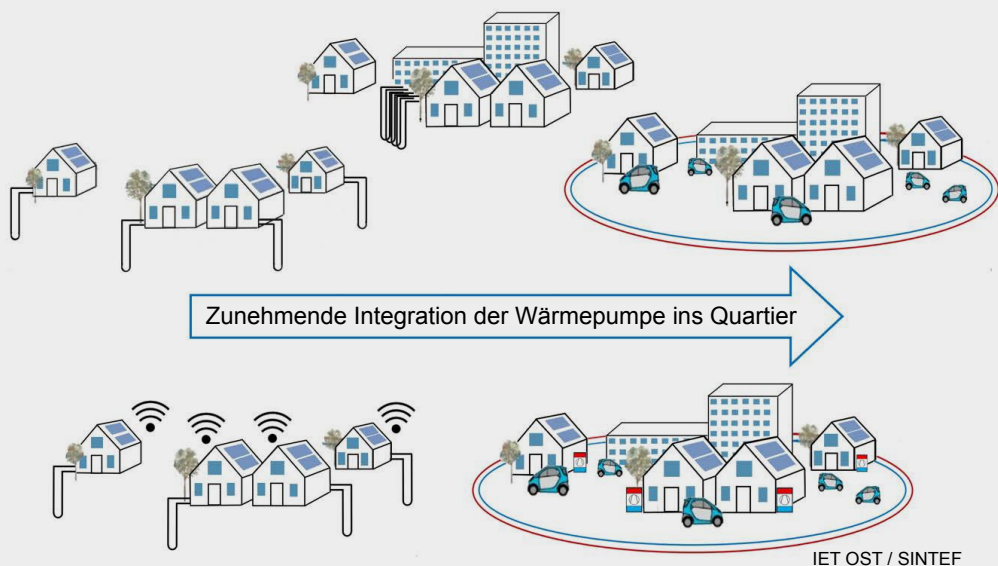 Zunehmende Integration der Wärmepumpe ins Quartier
IET OST / SINTEF